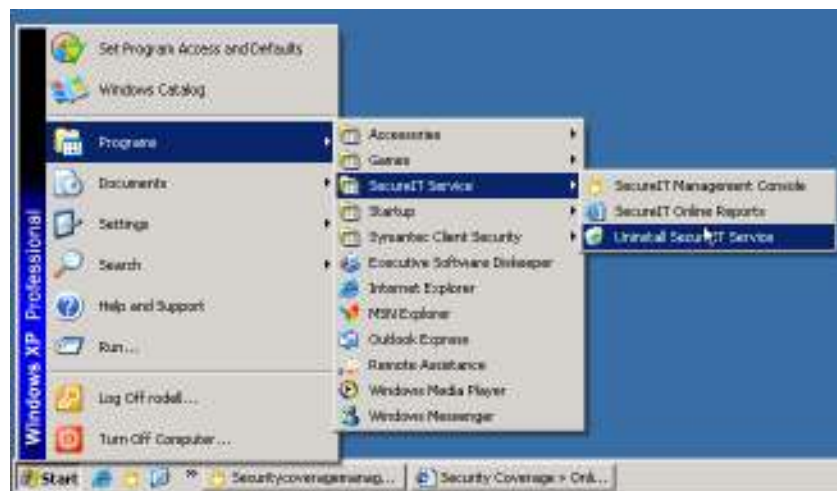 Set Program Access and Defaults
Windows Catalog
Programs
Documents
Settings
Search
Help and Support
Run...
Log Off rodell...
Turn Off Computer...
Windows XP Professional
Accessories
Games
SecureIT Service
Startup
Symantec Client Security
Executive Software Diskeeper
Internet Explorer
MSN Explorer
Outlook Express
Remote Assistance
Windows Media Player
Windows Messenger
SecureIT Management Console
SecureIT Online Reports
Uninstall SecureIT Service
Start
»
Securitycoveragemanag...
Security Coverage > Onli...